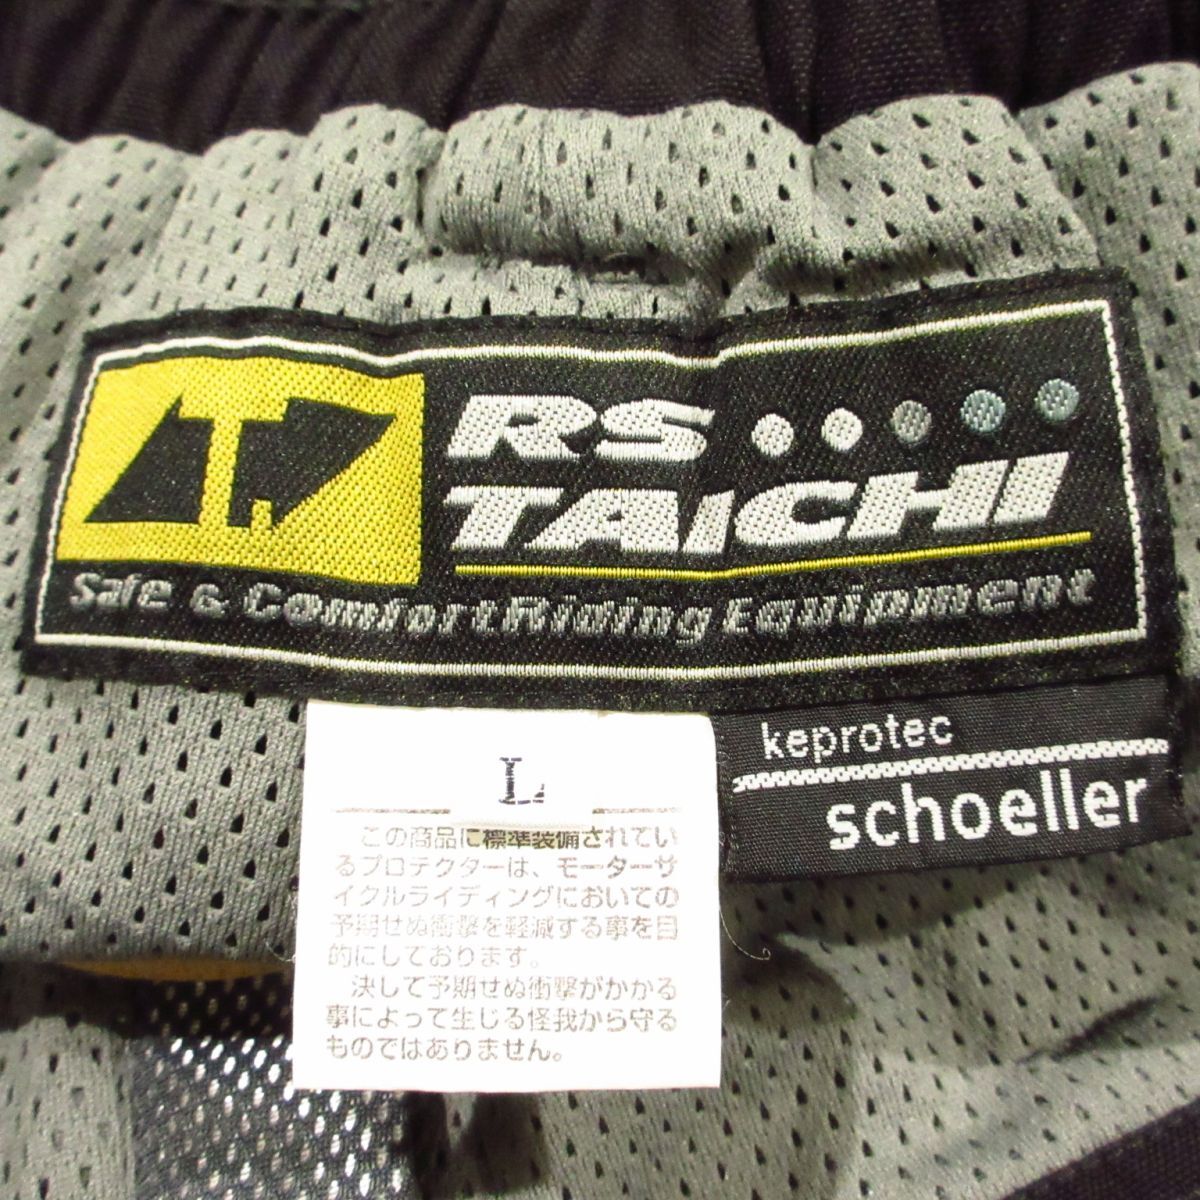 RS
TAICHI
Safe & Comfort Riding Equipment
keprotec
schoeller
L
この商品に標準装備されてい
るプロテクターは、モーターサ
イクルライディングにおいての
予期せぬ衝撃を軽減する事を目
的にしております。
決して予期せぬ衝撃がかかる
事によって生じる怪我から守る
ものではありません。